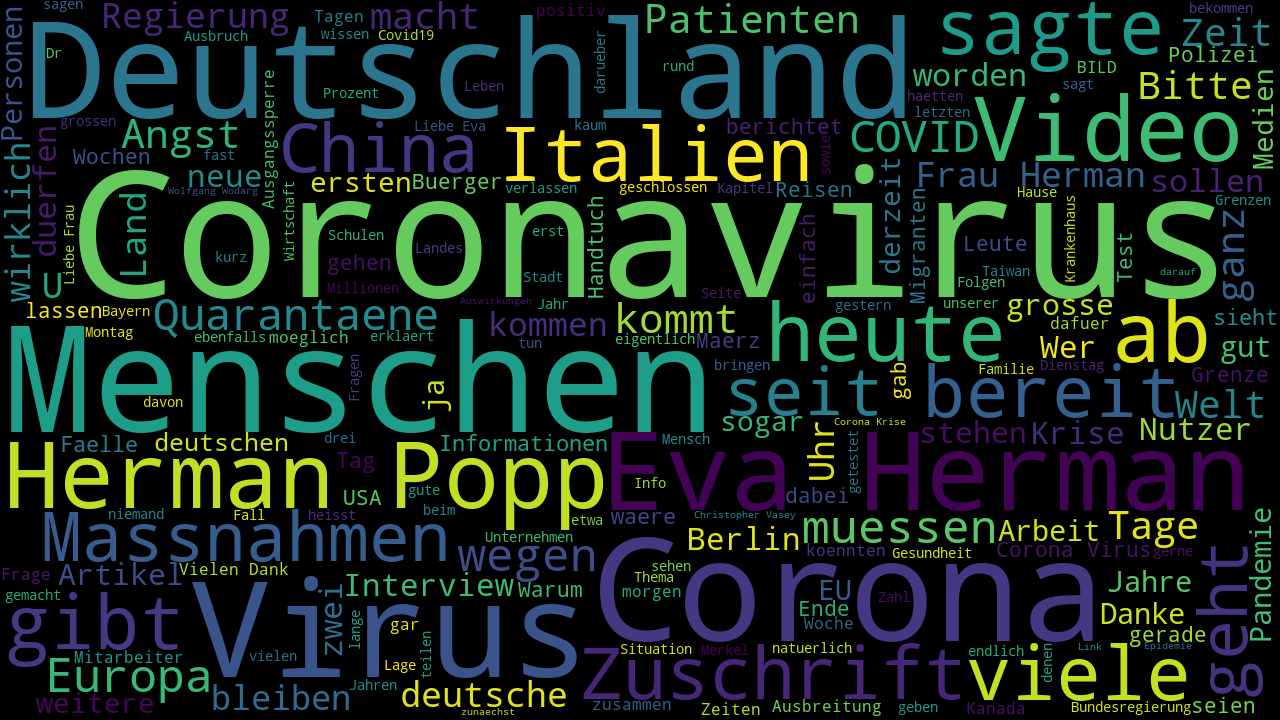 sagen
Regierung
Tagen
macht
positiv
Patienten
sagte
Zeit
bekommen
Personen
Deutschland
Ausbruch
wissen
Covid19
darueber
rund
worden
BILD
Polizei
Dr
Prozent
Leben
sagt
Bitte
haetten
letzten
Video
Medien
grossen
Angst
Ausgangssperre
China
Liebe Eva
Italien
kaum
berichtet
sowie
COVID
wirklich
duerfen
Wochen
fast
neue
Wolfgang Wodarg
ersten
Buerger
verlassen
geschlossen
Kapitel
Reisen
Frau Herman
sollen
Hause
Grenzen
Liebe Frau
Land
Coronavirus
kurz
Wirtschaft
Schulen
gehen
Landes
erst
Handtuch
einfach
derzeit
Migranten
Leute
Krankenhaus
Test
ganz
U
Millionen
Stadt
Taiwan
Folgen
darauf
lassen
Bayern
Quarantaene
Auswirkungen
Jahr
Seite
gestern
unserer
grosse
sieht
Montag
ebenfalls
moeglich
erklaert
kommen
tun
kommt
eigentlich
Maerz
heute
dafuer
Wer
ab
gut
Menschen
davon
Fragen
ja
bringen
seit
gab
bereit
Familie
Dienstag
Grenze
Welt
Faelle
deutschen
drei
Informationen
Mensch
sogar
Uhr
Corona Krise
getestet
stehen
Krise
Nutzer
Herman Popp
Tag
USA
gute
Eva Herman
Info
dabei
niemand
Fall
heisst
beim
etwa
waere
Christopher Vasey
Massnahmen
Unternehmen
wegen
Berlin
muessen
koennten
Gesundheit
Arbeit
Tage
Corona Virus
gerne
Pandemie
Frage
Artikel
Vielen Dank
Interview
warum
sehen
Thema
morgen
EU
Zahl
Jahre
gemacht
gibt
Virus
zwei
lange
gar
teilen
Corona
Ende
Woche
Danke
gerade
geht
Mitarbeiter
vielen
Lage
Situation
Merkel
natuerlich
endlich
denen
Link
Epidemie
Europa
Jahren
Zuschrift
viele
weitere
bleiben
deutsche
zunaechst
zusammen
Zeiten
Ausbreitung
geben
Kanada
Bundesregierung
seien